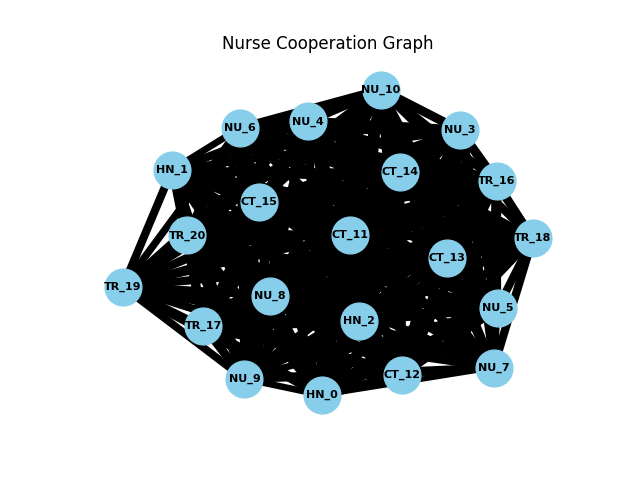 Nurse Cooperation Graph
NU_10
NU_4
NU_6
NU_3
HN_1
CT_14
TR_16
CT_15
TR_20
CT_11
TR_18
CT_13
TR_19
NU_8
NU_5
HN_2
TR_17
NU_7
CT_12
NU_9
HN_0